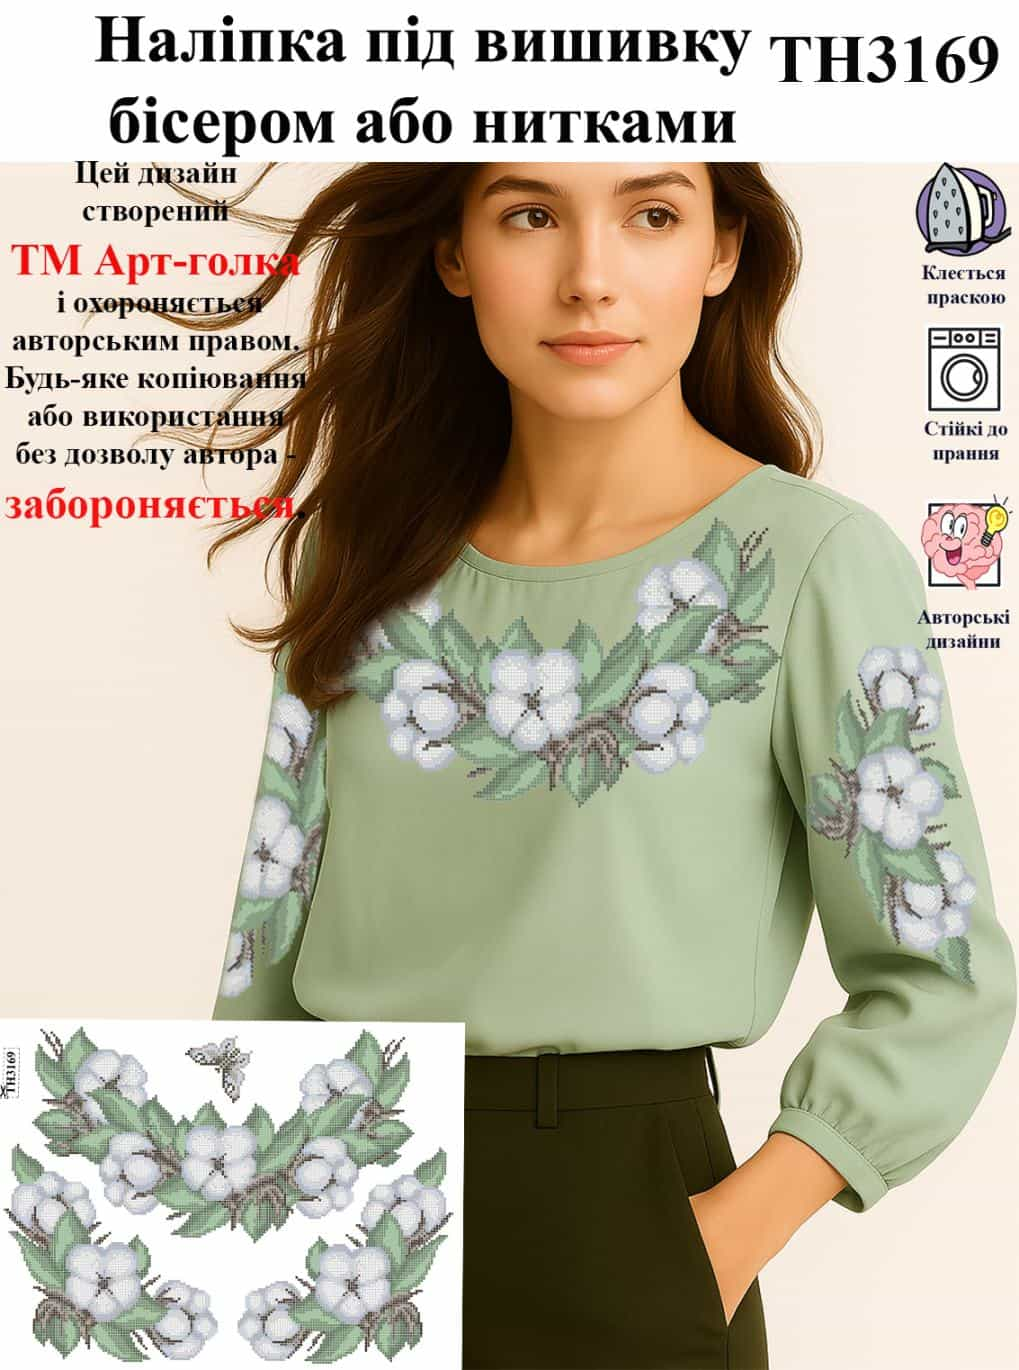 Наліпка під вишивку
бісером або нитками
ТН3169
Цей дизайн
створений
ТМ Арт-голка
і охороняється
авторським правом.
Будь-яке копіювання
або використання
без дозволу автора -
забороняється.
Клеється
праскою
Стійкі до
прання
Авторські
дизайни
ТН3169